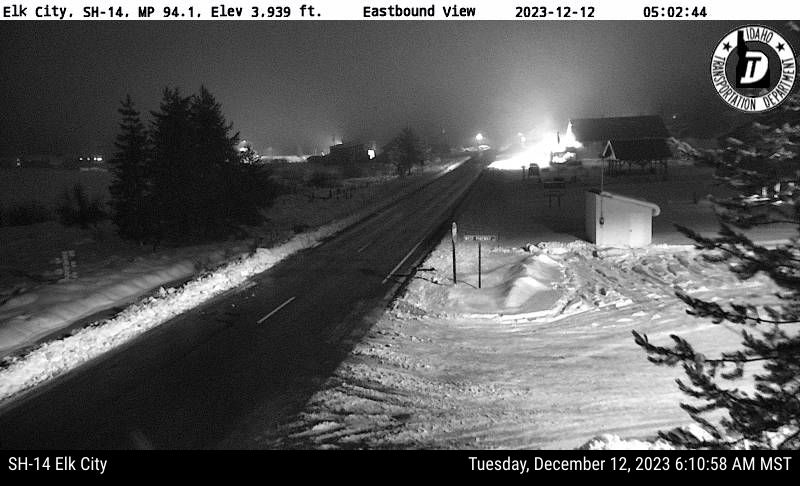 Elk City, SH-14, MP 94.1, Elev 3,939 ft. Eastbound View 2023-12-12 05:02:44
IDAHO
TRANSPORTATION DEPARTMENT
SH-14 Elk City
Tuesday, December 12, 2023 6:10:58 AM MST